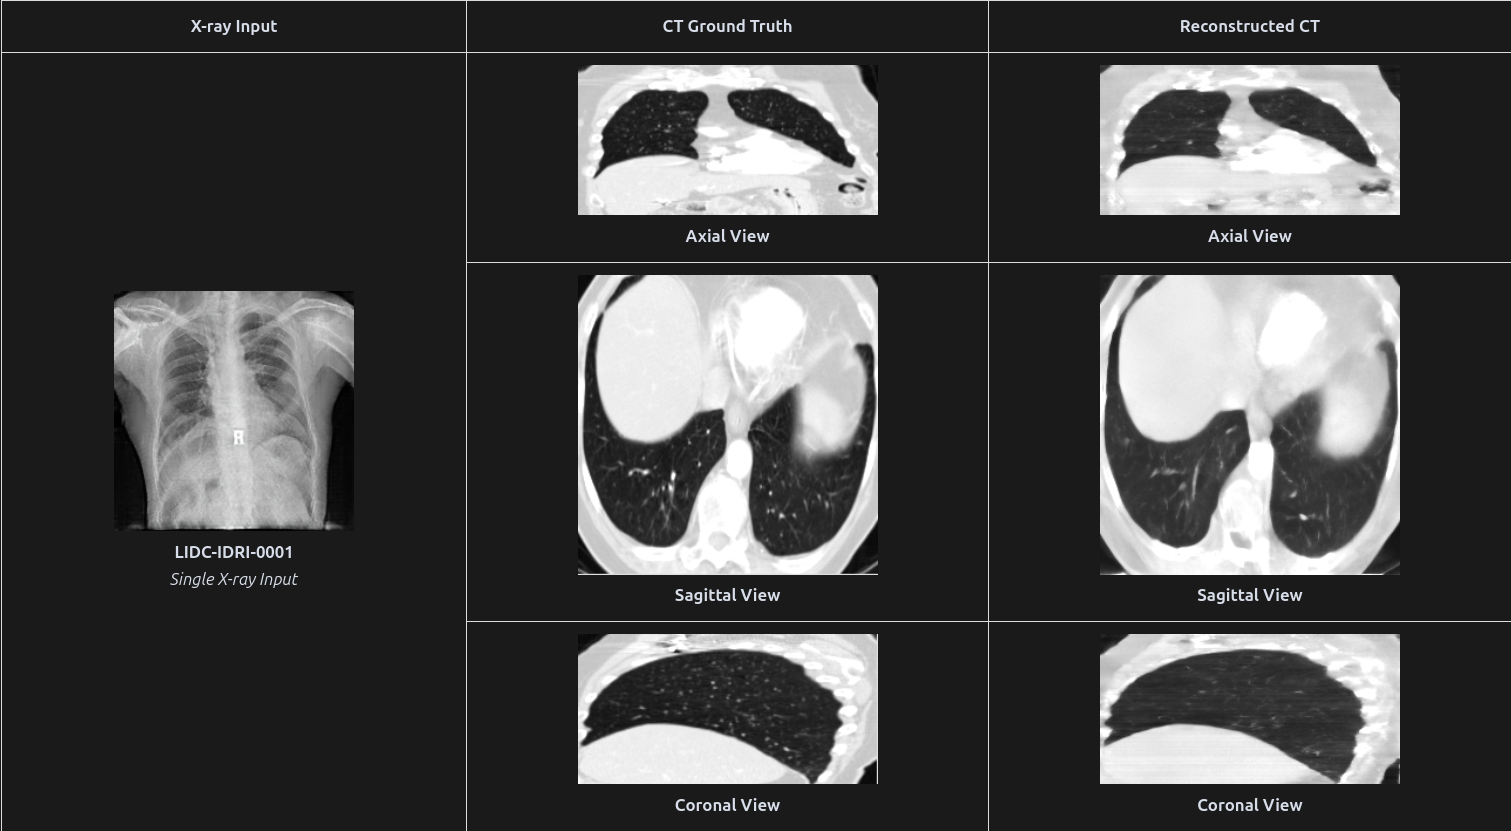 X-ray Input
CT Ground Truth
Reconstructed CT
R
LIDC-IDRI-0001
Single X-ray Input
Axial View
Axial View
Sagittal View
Sagittal View
Coronal View
Coronal View